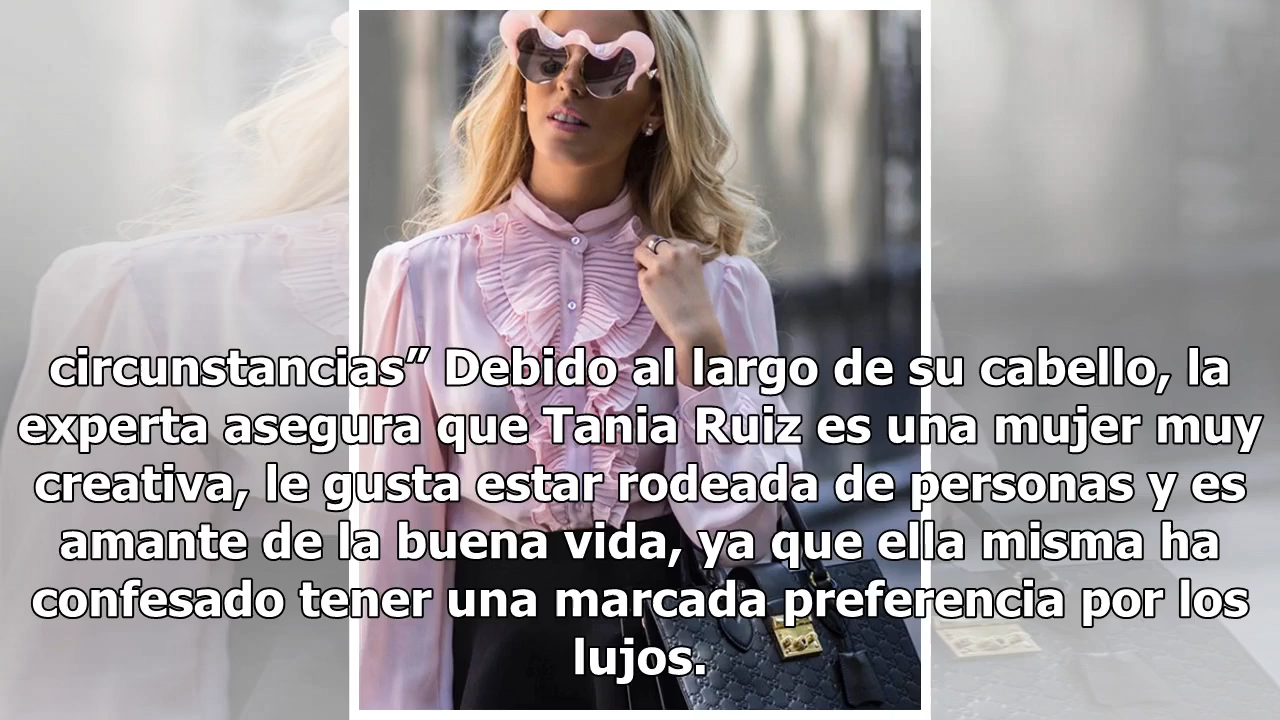 circunstancias” Debido al largo de su cabello, la
experta asegura que Tania Ruiz es una mujer muy
creativa, le gusta estar rodeada de personas y es
amante de la buena vida, ya que ella misma ha
confesado tener una marcada preferencia por los
lujos.